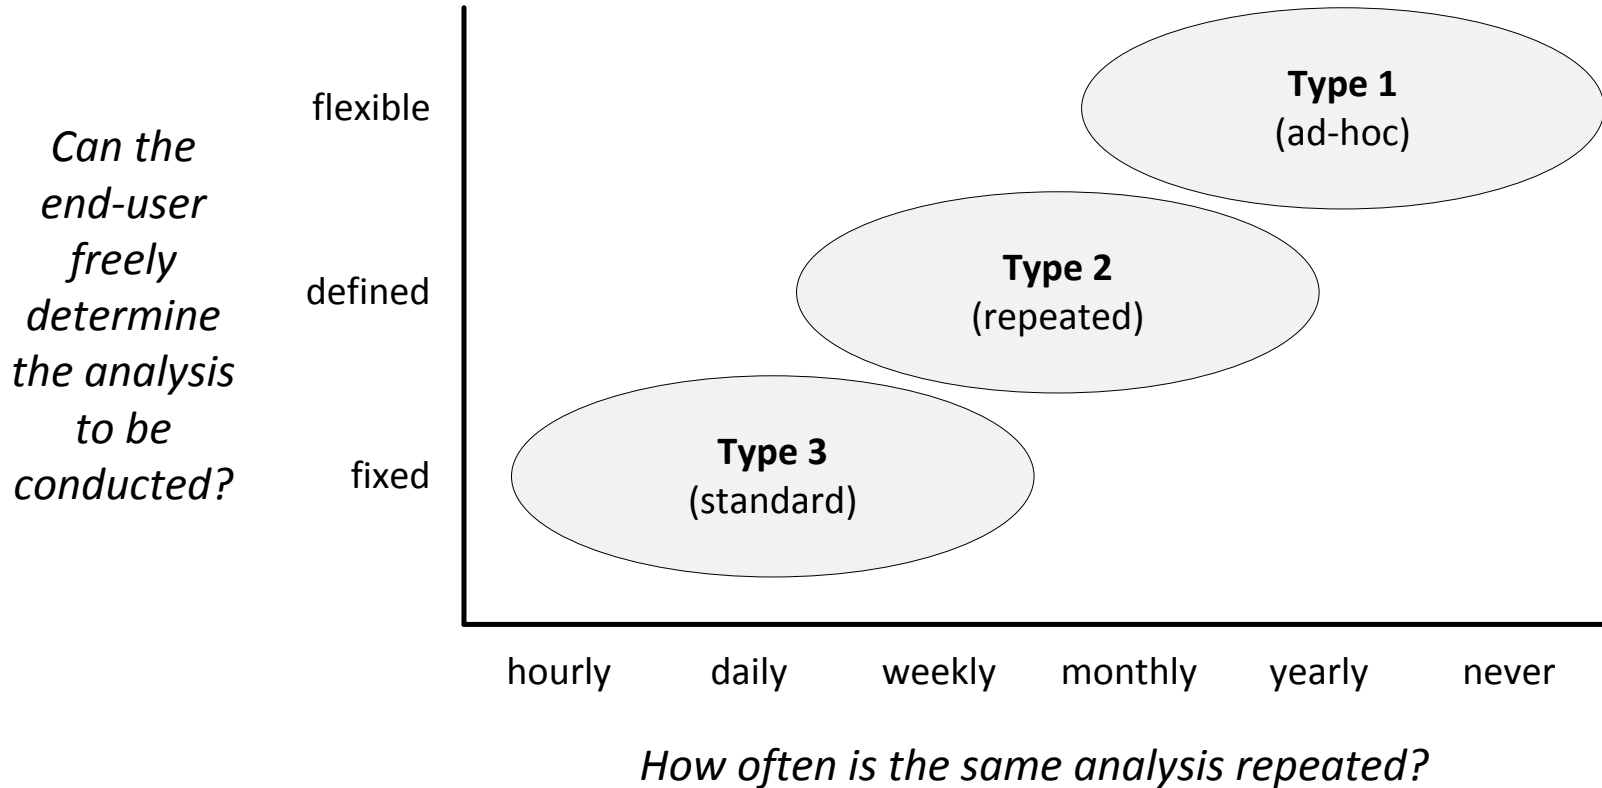 Can the
end-user
freely
determine
the analysis
to be
conducted?
flexible
defined
fixed
Type 1
(ad-hoc)
Type 2
(repeated)
Type 3
(standard)
hourly daily weekly monthly yearly never
How often is the same analysis repeated?